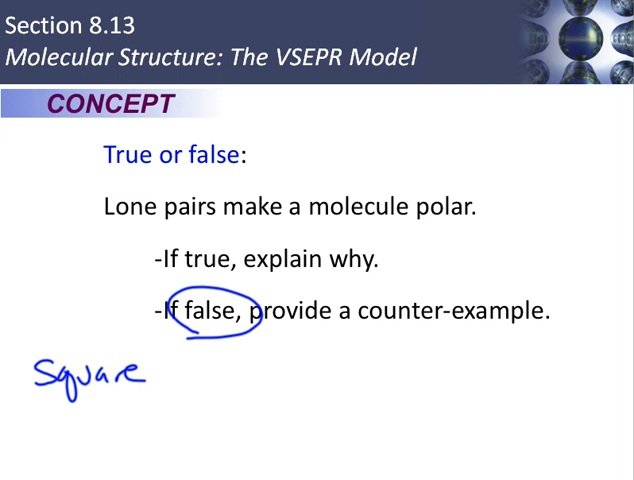 Section 8.13
Molecular Structure: The VSEPR Model
CONCEPT
True or false:
Lone pairs make a molecule polar.
-If true, explain why.
-If false, provide a counter-example.
Square